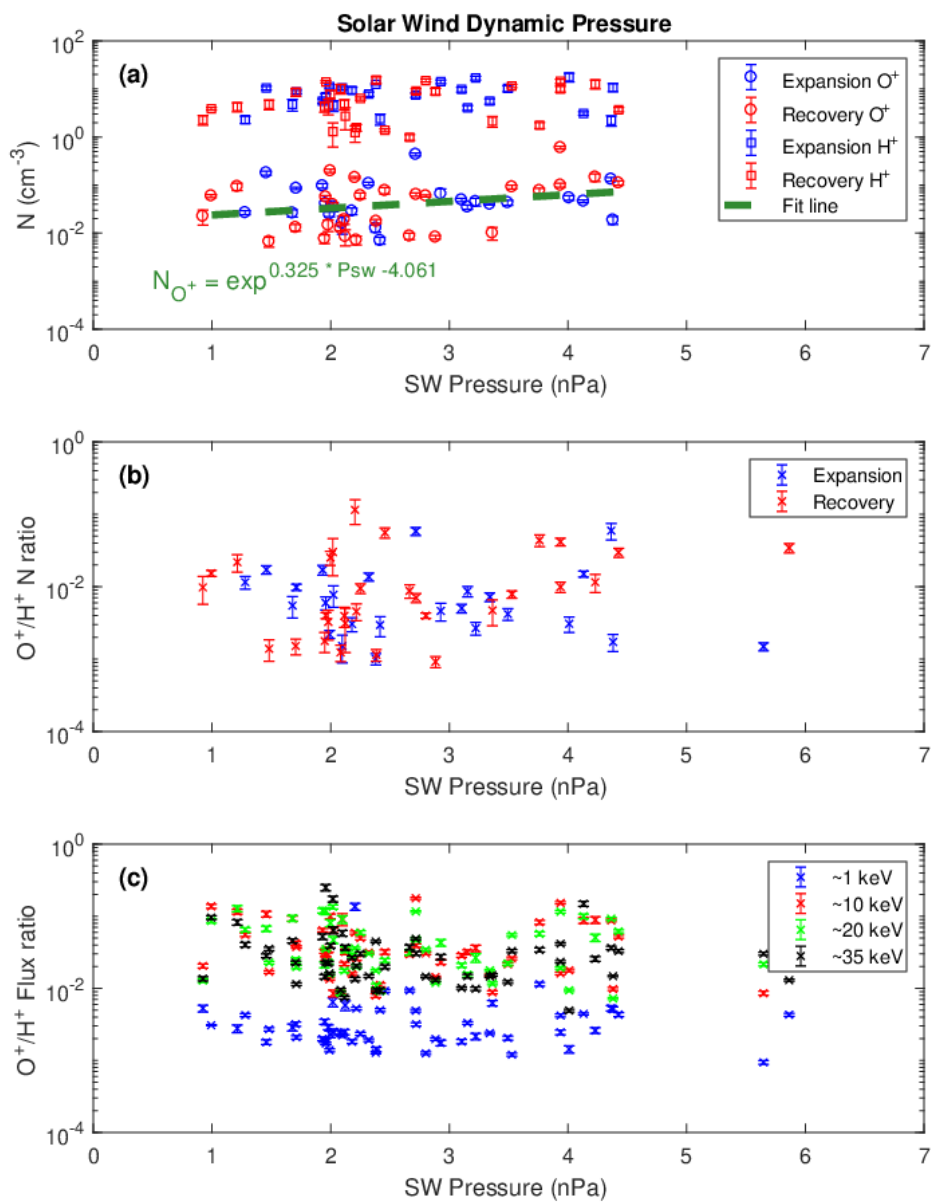 Solar Wind Dynamic Pressure
(a)
N (cm-3)
10^2
10^0
10^-2
10^-4
Expansion O+
Recovery O+
Expansion H+
Recovery H+
Fit line
N_O+ = exp^0.325 * Psw -4.061
0 1 2 3 4 5 6 7
SW Pressure (nPa)
(b)
O+/H+ N ratio
10^0
10^-2
10^-4
Expansion
Recovery
0 1 2 3 4 5 6 7
SW Pressure (nPa)
(c)
O+/H+ Flux ratio
10^0
10^-2
10^-4
~1 keV
~10 keV
~20 keV
~35 keV
0 1 2 3 4 5 6 7
SW Pressure (nPa)